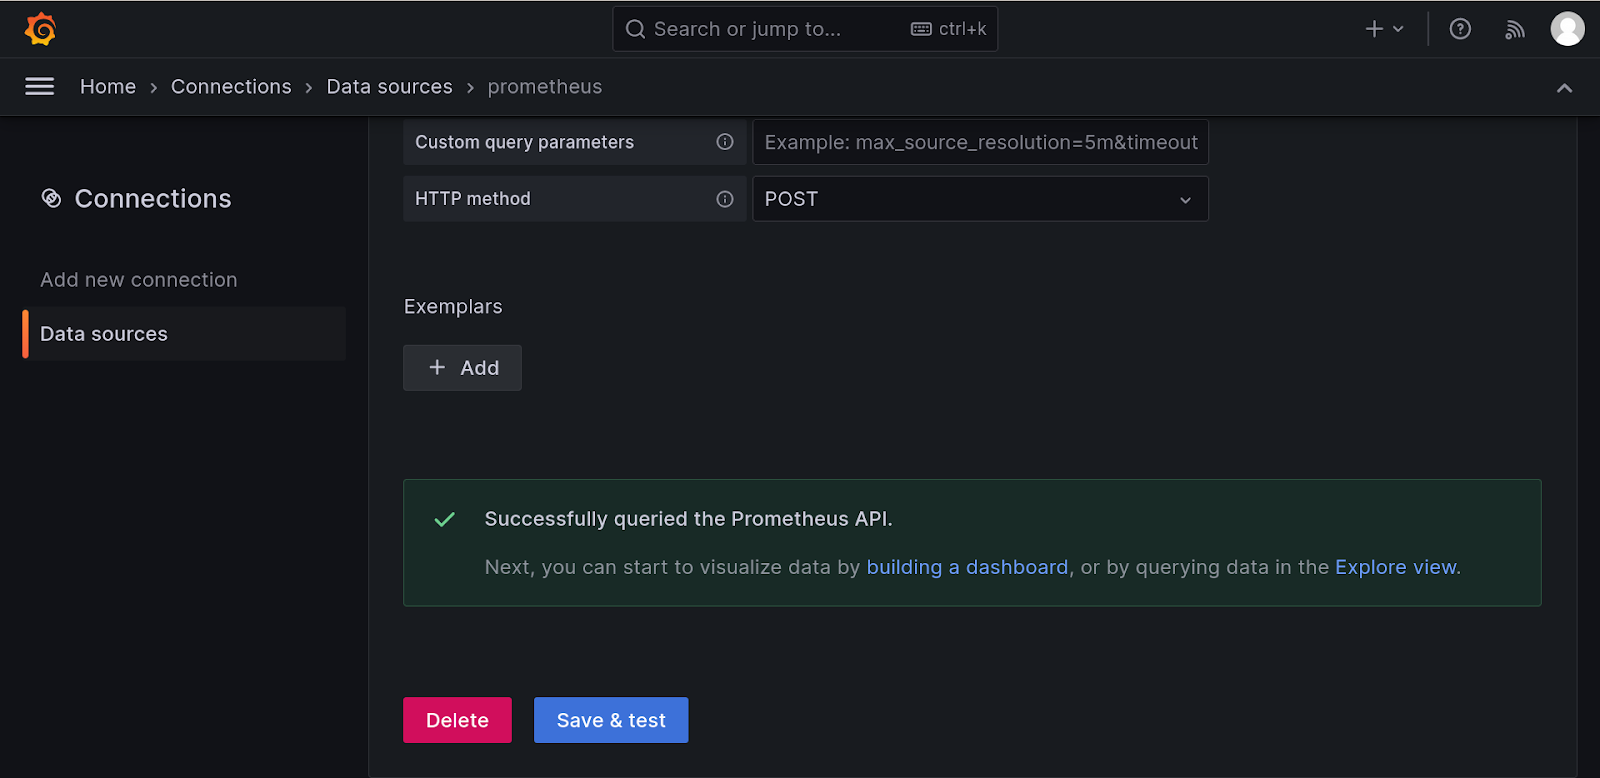 Search or jump to... ctrl+k
Home › Connections › Data sources › prometheus
Connections
Add new connection
Data sources
Custom query parameters Example: max_source_resolution=5m&timeout
HTTP method POST
Exemplars
+ Add
Successfully queried the Prometheus API.
Next, you can start to visualize data by building a dashboard, or by querying data in the Explore view.
Delete Save & test